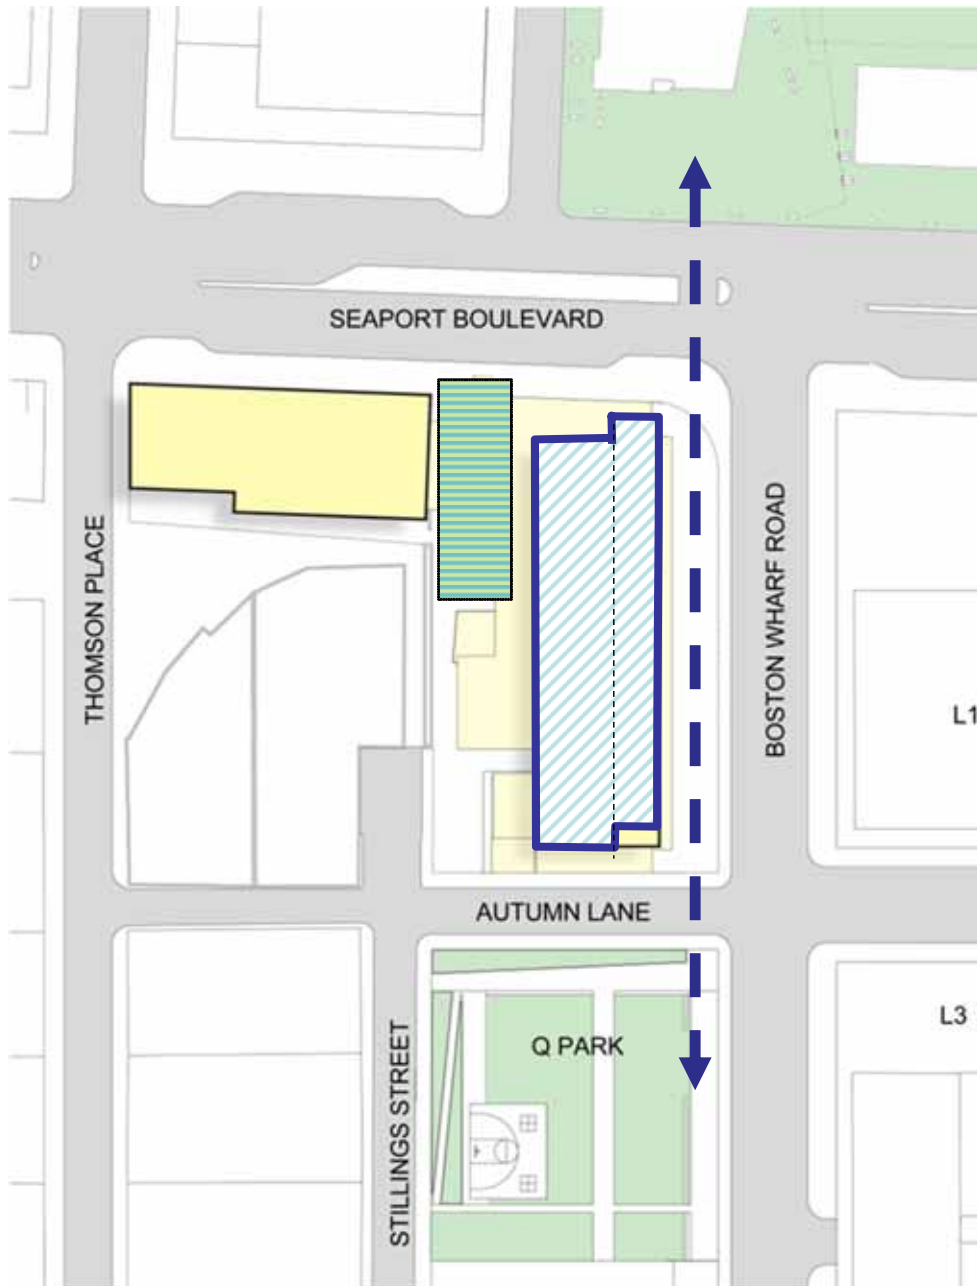 SEAPORT BOULEVARD
THOMSON PLACE
BOSTON WHARF ROAD
L1
AUTUMN LANE
STILLINGS STREET
Q PARK
L3